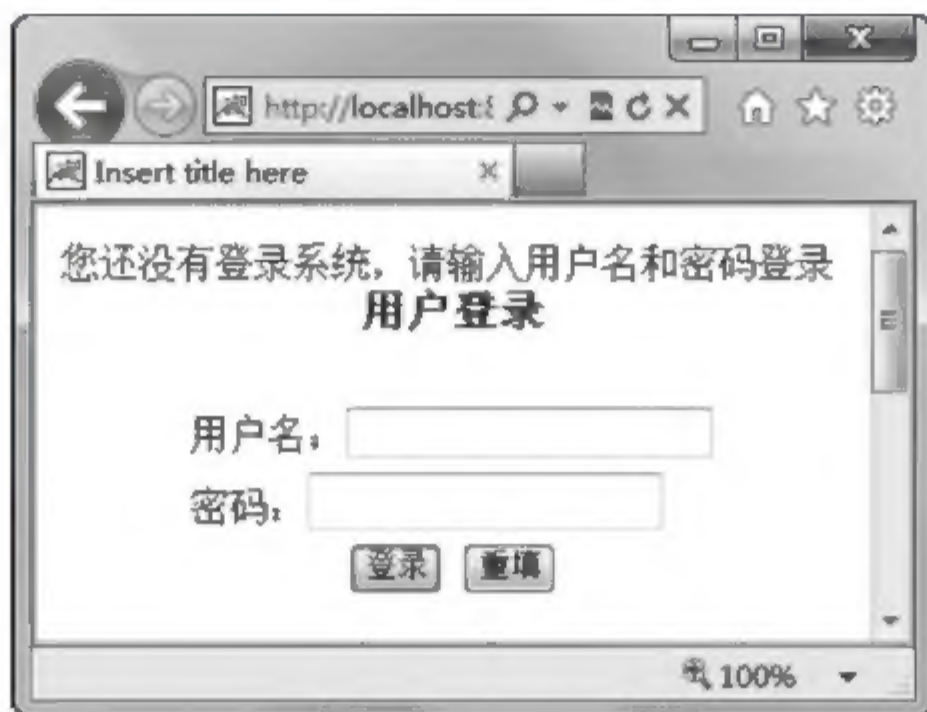 http://localhost:8
Insert title here
您还没有登录系统，请输入用户名和密码登录
用户登录
用户名：
密码：
登录 重填
100%